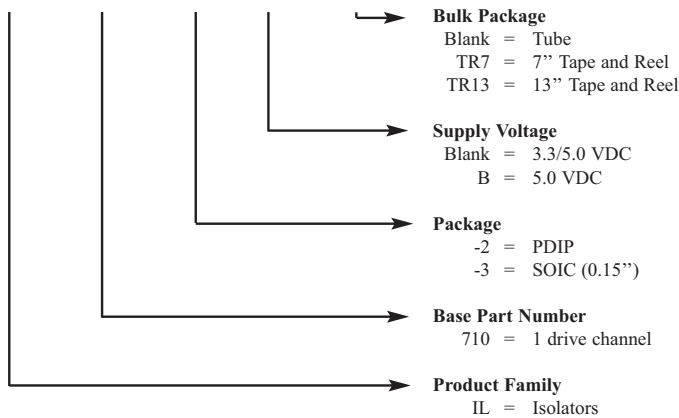 Bulk Package
Blank = Tube
TR7 = 7’’ Tape and Reel
TR13 = 13’’ Tape and Reel
Supply Voltage
Blank = 3.3/5.0 VDC
B = 5.0 VDC
Package
-2 = PDIP
-3 = SOIC (0.15’’)
Base Part Number
710 = 1 drive channel
Product Family
IL = Isolators